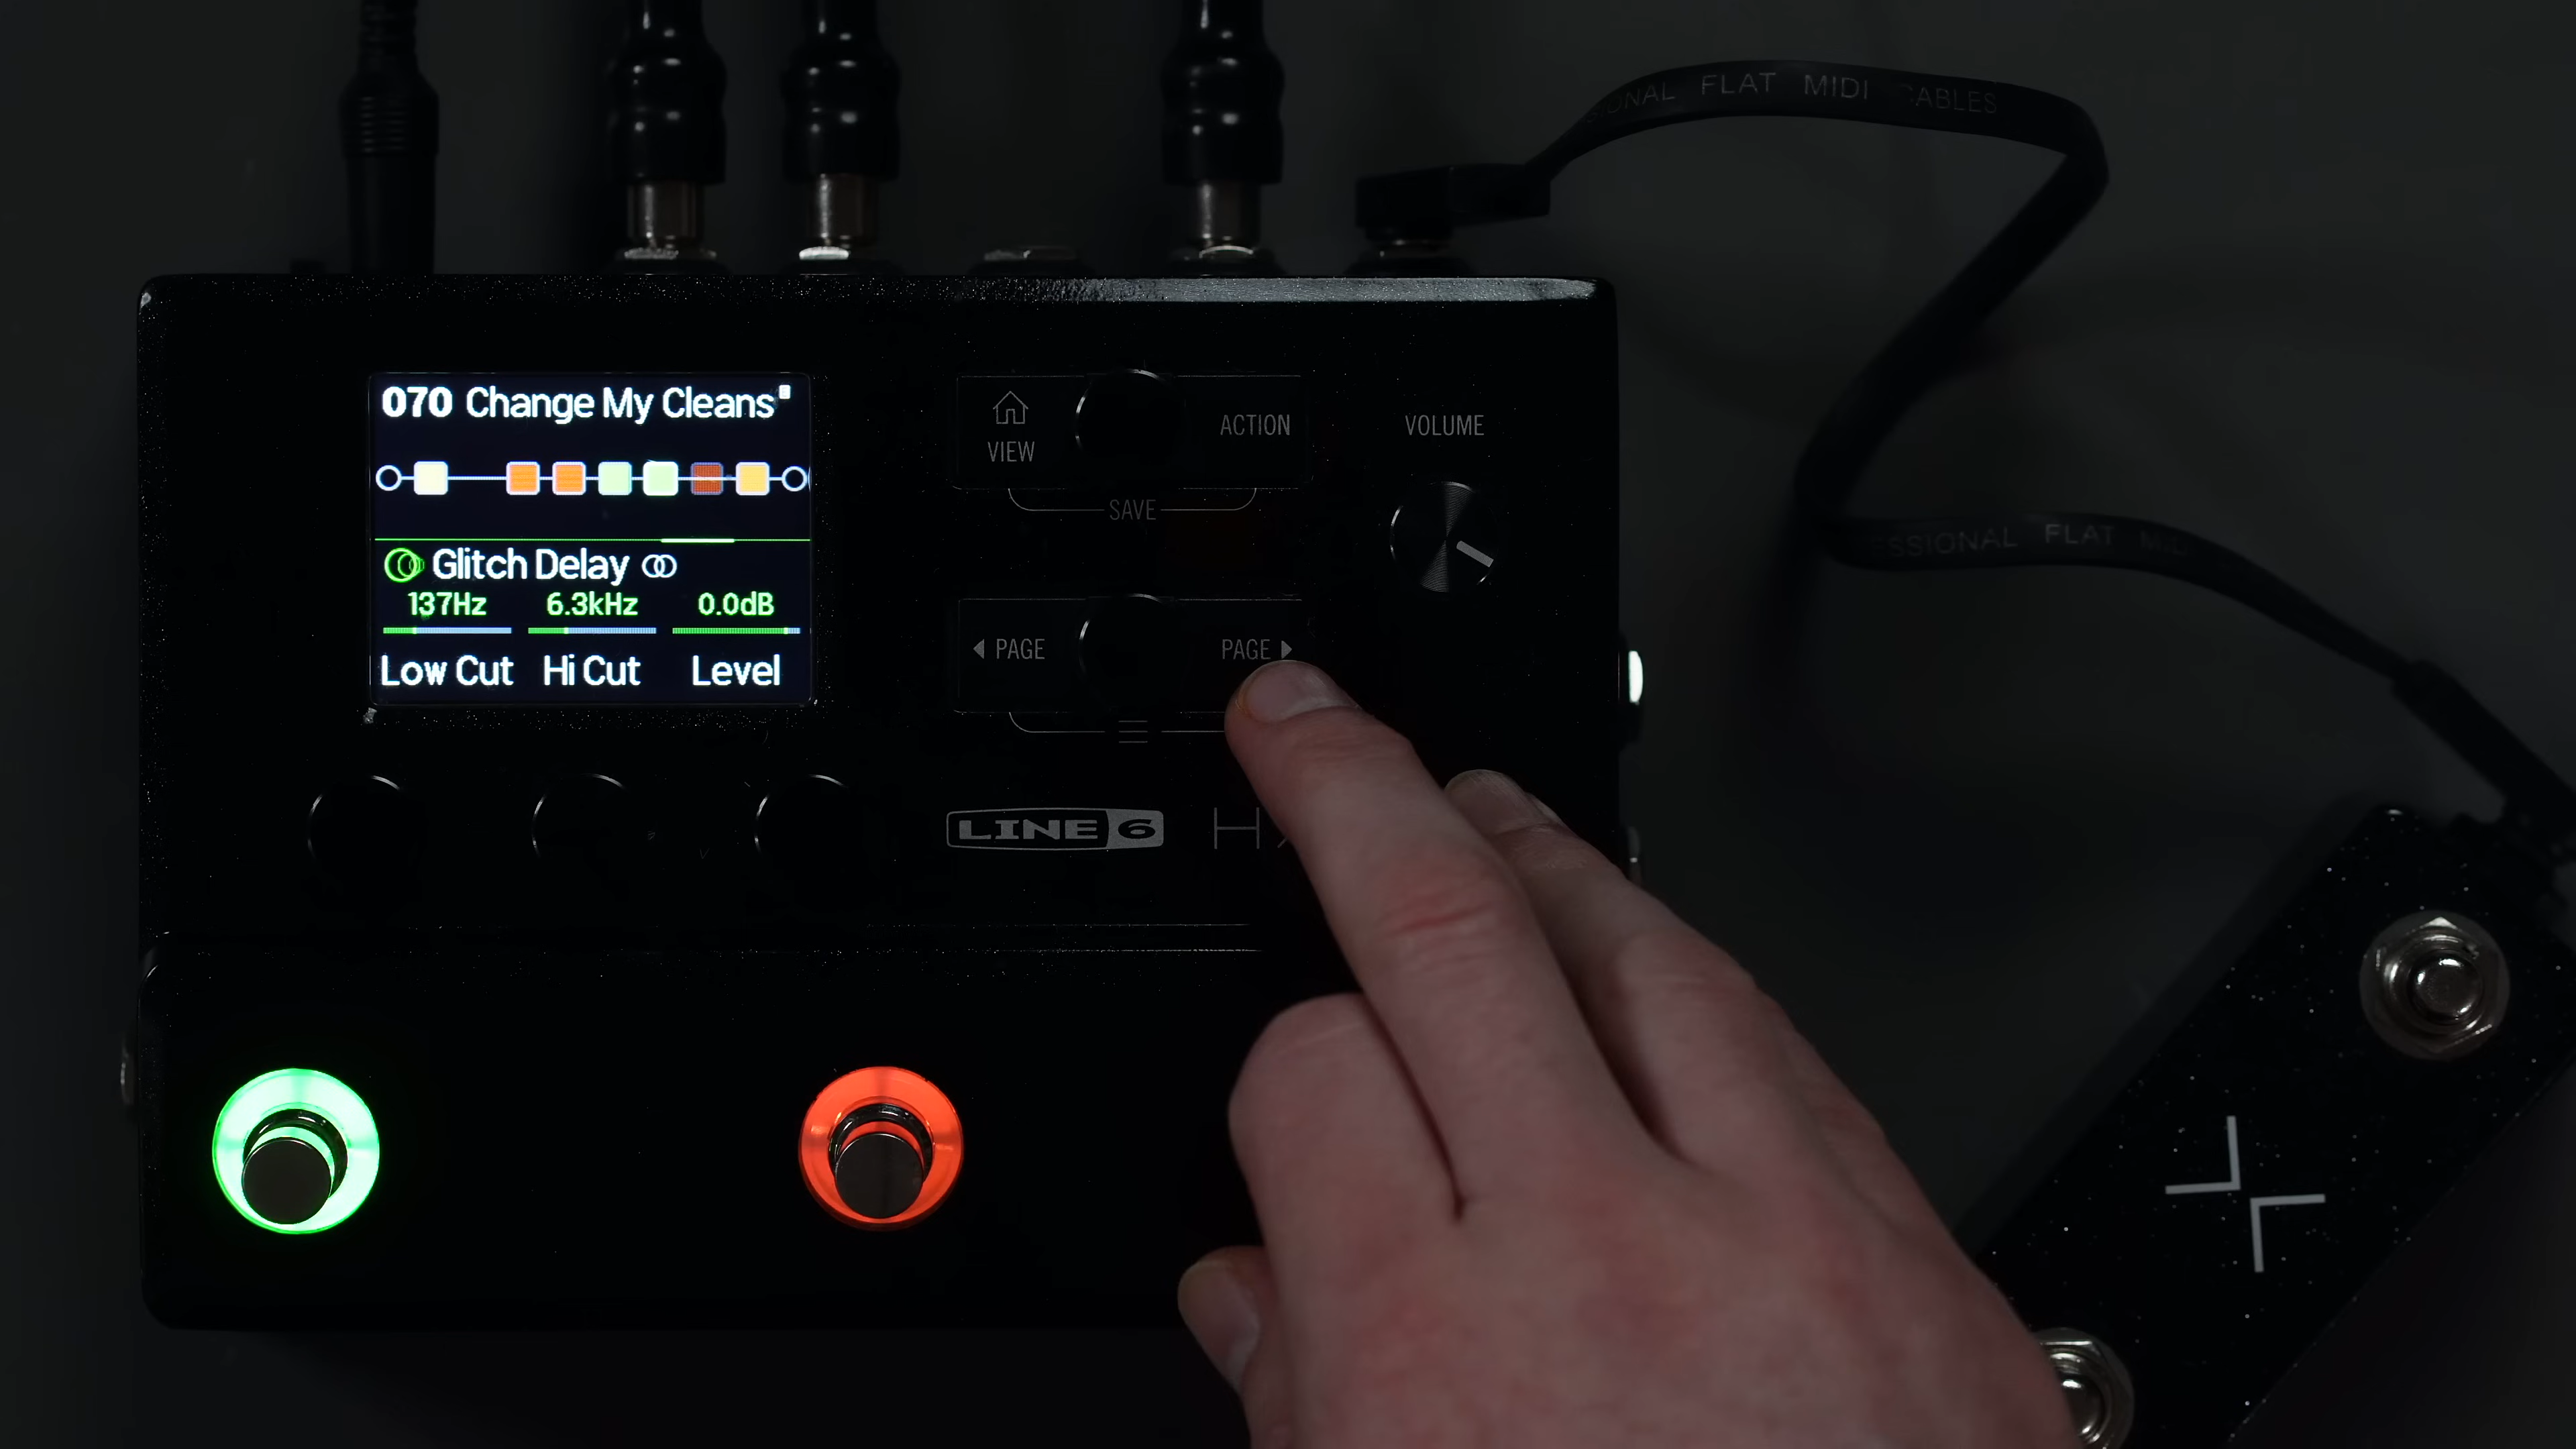 FLAT MIDI CABLES
070 Change My Cleans
VIEW
ACTION
VOLUME
SAVE
FLAT
Glitch Delay
137Hz 6.3kHz 0.0dB
Low Cut Hi Cut Level
PAGE
PAGE
LINE 6